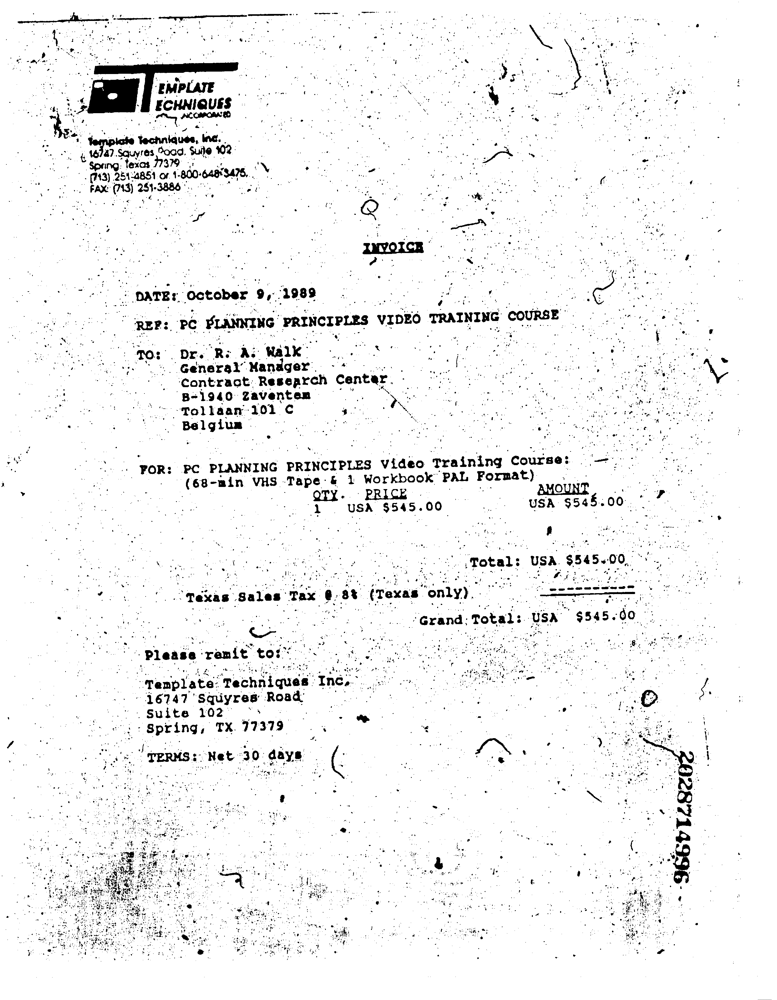 TEMPLATE
TECHNIQUES
INCORPORATED
Template Techniques, Inc.
16747 Squyres Road, Suite 102
Spring, Texas 77379
(713) 251-4851 or 1-800-648-3475
FAX: (713) 251-3886
INVOICE
DATE: October 9, 1989
REF: PC PLANNING PRINCIPLES VIDEO TRAINING COURSE
TO: Dr. R. A. Walk
General Manager
Contract Research Center
B-1940 Zaventem
Tollaan 101 C
Belgium
FOR: PC PLANNING PRINCIPLES Video Training Course:
(68-min VHS Tape & 1 Workbook PAL Format)
QTY. PRICE AMOUNT
1 USA $545.00 USA $545.00
Total: USA $545.00
Texas Sales Tax @ 8% (Texas only) ----------
Grand Total: USA $545.00
Please remit to:
Template Techniques Inc.
16747 Squyres Road
Suite 102
Spring, TX 77379
TERMS: Net 30 days
2028714996